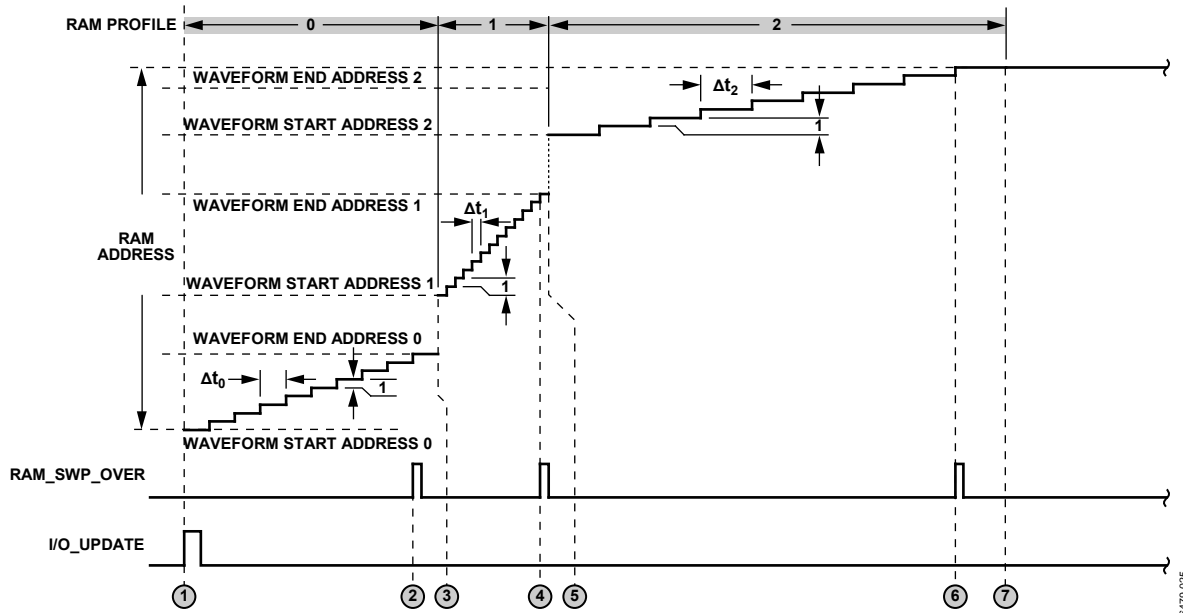 RAM PROFILE 0 1 2
WAVEFORM END ADDRESS 2
Δt2
WAVEFORM START ADDRESS 2
1
WAVEFORM END ADDRESS 1
Δt1
RAM
ADDRESS
WAVEFORM START ADDRESS 1
1
WAVEFORM END ADDRESS 0
Δt0
1
WAVEFORM START ADDRESS 0
RAM_SWP_OVER
I/O_UPDATE
1 2 3 4 5 6 7